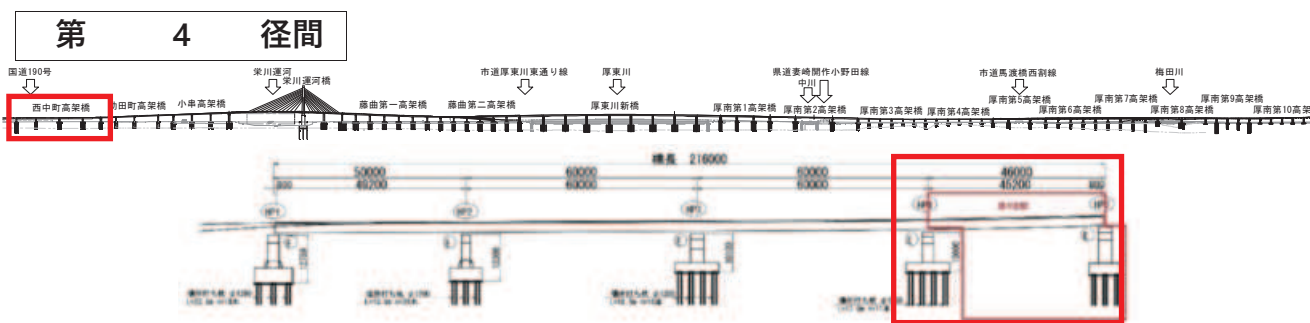 第 4 径間
国道190号
栄川運河
栄川運河橋
市道厚東川東通り線
厚東川
県道妻崎開作小野田線
中川
市道馬渡橋西割線
梅田川
西中町高架橋
助田町高架橋
小串高架橋
藤曲第一高架橋
藤曲第二高架橋
厚東川新橋
厚南第1高架橋
厚南第2高架橋
厚南第3高架橋
厚南第4高架橋
厚南第5高架橋
厚南第6高架橋
厚南第7高架橋
厚南第8高架橋
厚南第9高架橋
厚南第10高架橋
橋長 216000
50000 60000 60000 46000
800 49200 60000 60000 45200 800